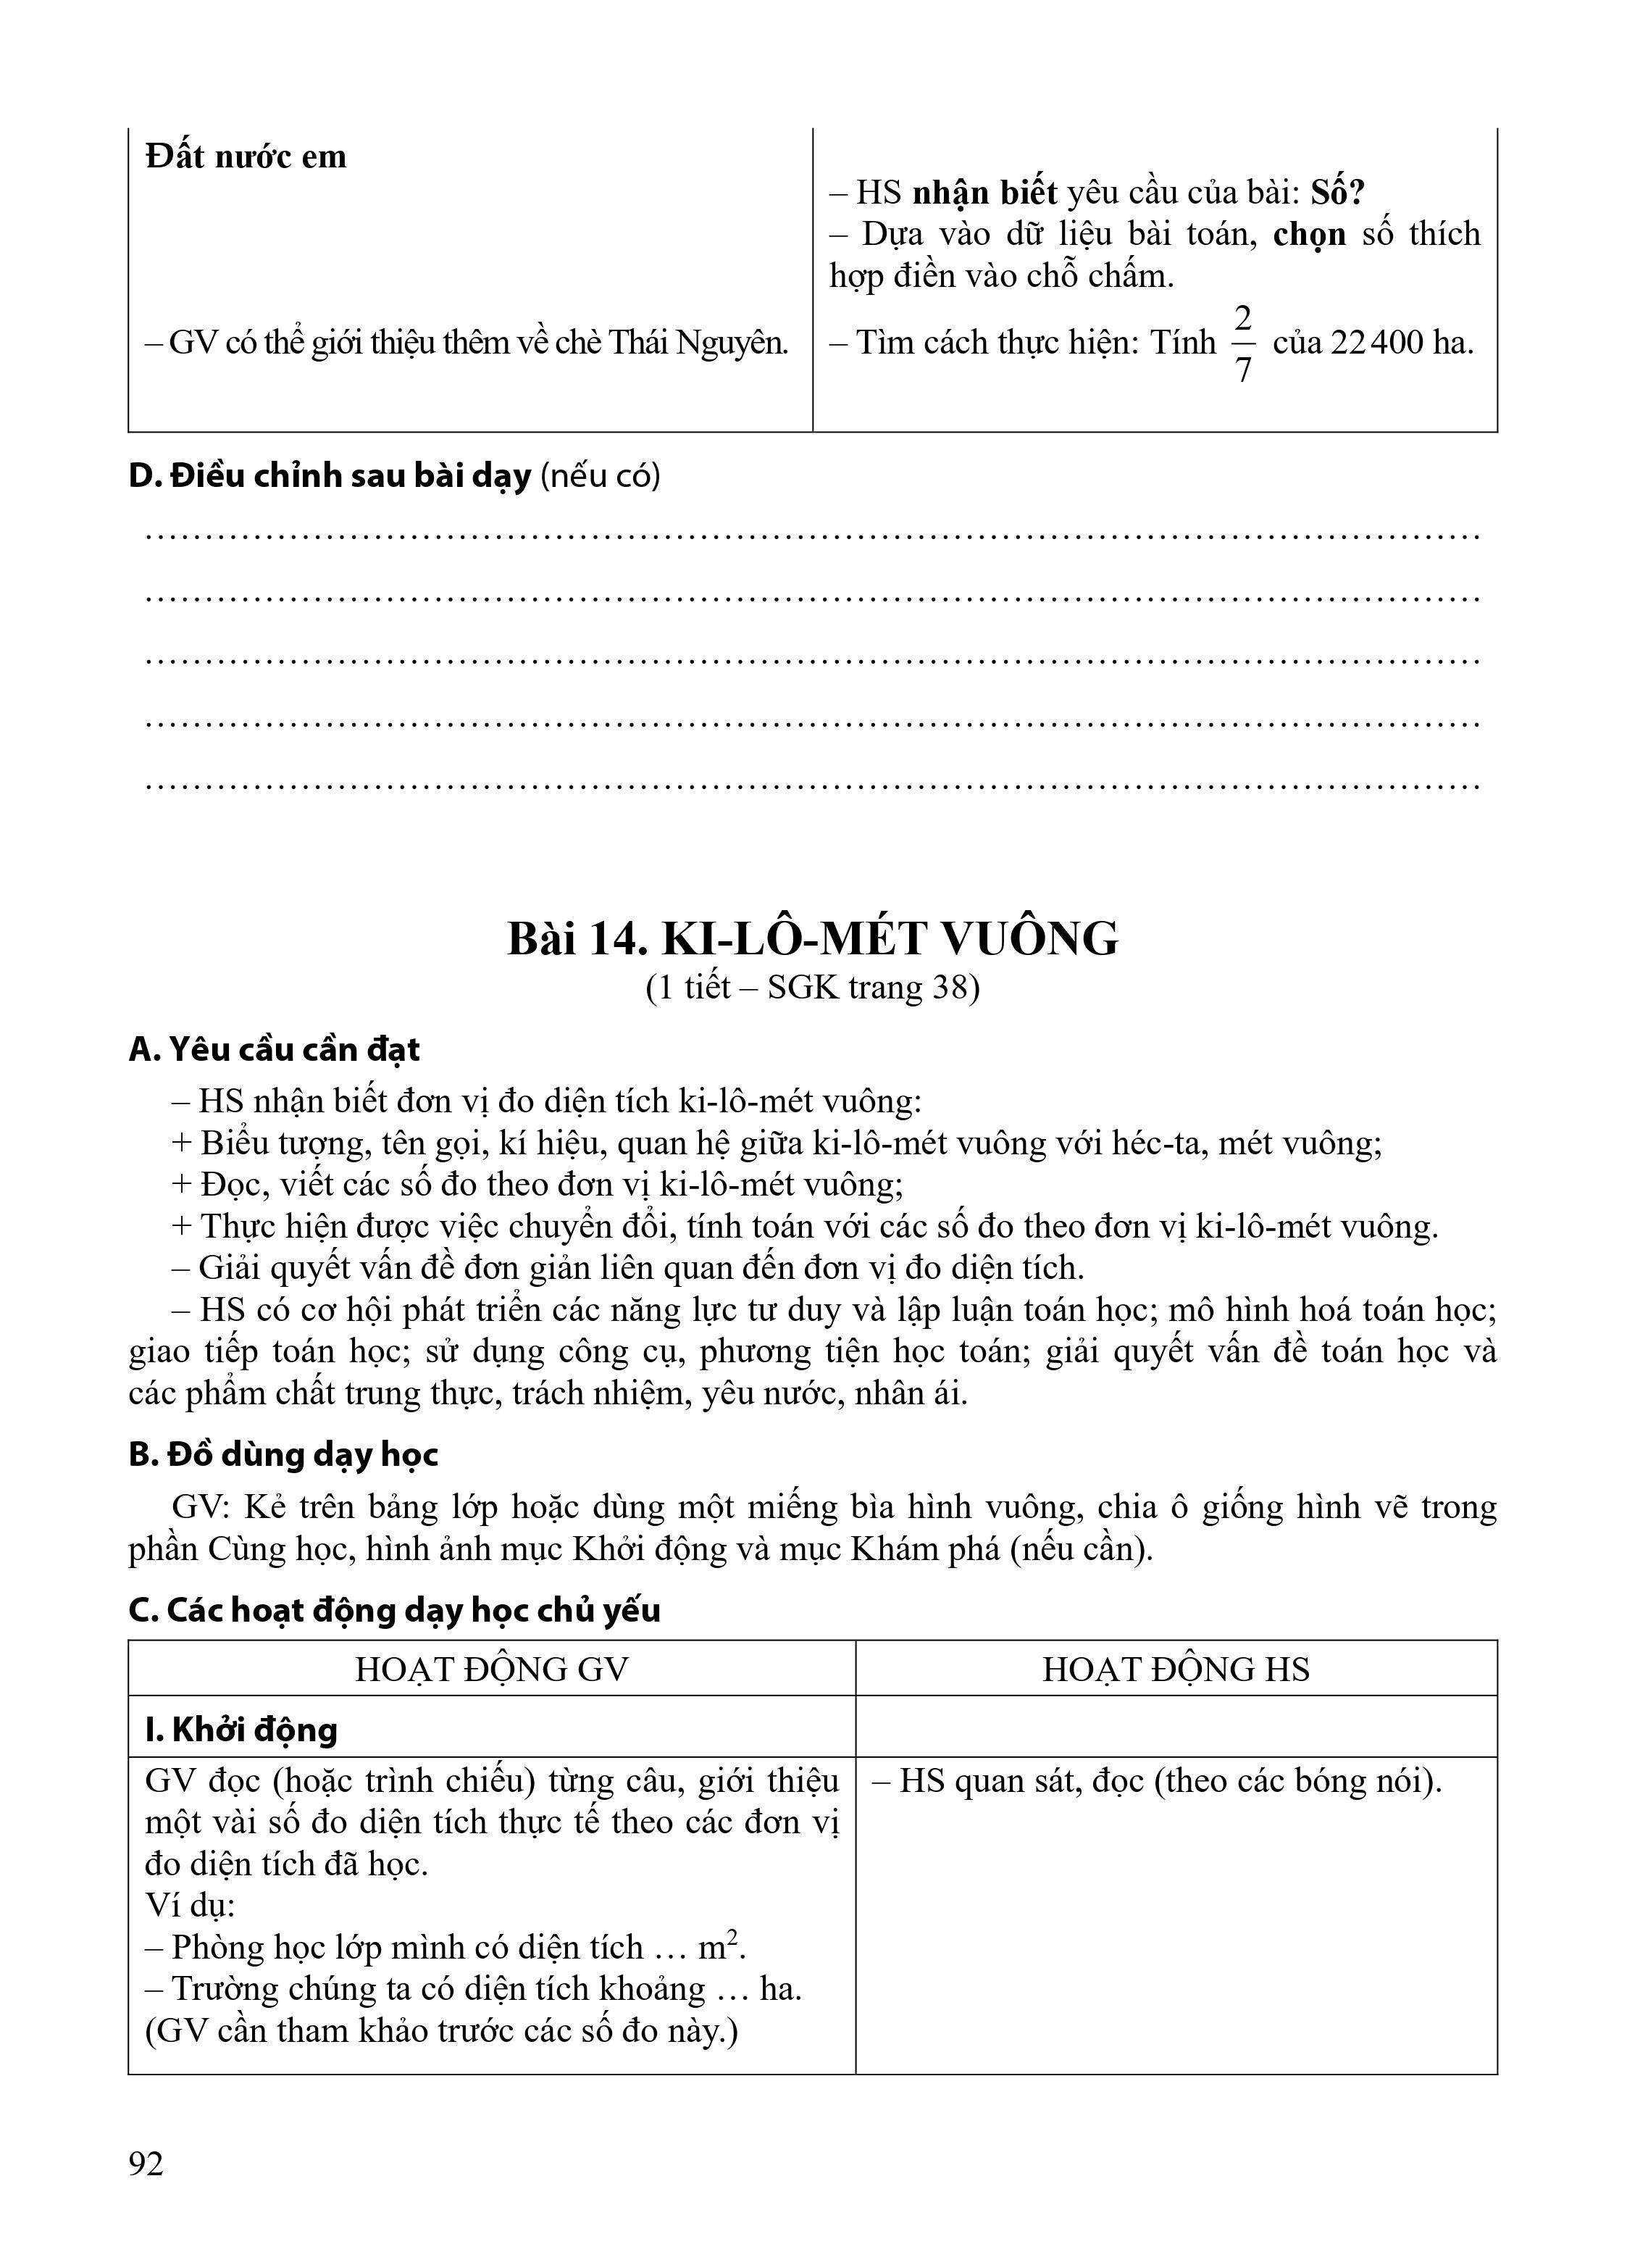 Đất nước em
– HS nhận biết yêu cầu của bài: Số?
– Dựa vào dữ liệu bài toán, chọn số thích
hợp điền vào chỗ chấm.
– GV có thể giới thiệu thêm về chè Thái Nguyên.
– Tìm cách thực hiện: Tính 2/7 của 22 400 ha.
D. Điều chỉnh sau bài dạy (nếu có)
................................................................
................................................................
................................................................
................................................................
................................................................
Bài 14. KI-LÔ-MÉT VUÔNG
(1 tiết – SGK trang 38)
A. Yêu cầu cần đạt
– HS nhận biết đơn vị đo diện tích ki-lô-mét vuông:
+ Biểu tượng, tên gọi, kí hiệu, quan hệ giữa ki-lô-mét vuông với héc-ta, mét vuông;
+ Đọc, viết các số đo theo đơn vị ki-lô-mét vuông;
+ Thực hiện được việc chuyển đổi, tính toán với các số đo theo đơn vị ki-lô-mét vuông.
– Giải quyết vấn đề đơn giản liên quan đến đơn vị đo diện tích.
– HS có cơ hội phát triển các năng lực tư duy và lập luận toán học; mô hình hoá toán học;
giao tiếp toán học; sử dụng công cụ, phương tiện học toán; giải quyết vấn đề toán học và
các phẩm chất trung thực, trách nhiệm, yêu nước, nhân ái.
B. Đồ dùng dạy học
GV: Kẻ trên bảng lớp hoặc dùng một miếng bìa hình vuông, chia ô giống hình vẽ trong
phần Cùng học, hình ảnh mục Khởi động và mục Khám phá (nếu cần).
C. Các hoạt động dạy học chủ yếu
HOẠT ĐỘNG GV
HOẠT ĐỘNG HS
I. Khởi động
GV đọc (hoặc trình chiếu) từng câu, giới thiệu
một vài số đo diện tích thực tế theo các đơn vị
đo diện tích đã học.
Ví dụ:
– Phòng học lớp mình có diện tích … m².
– Trường chúng ta có diện tích khoảng … ha.
(GV cần tham khảo trước các số đo này.)
– HS quan sát, đọc (theo các bóng nói).
92